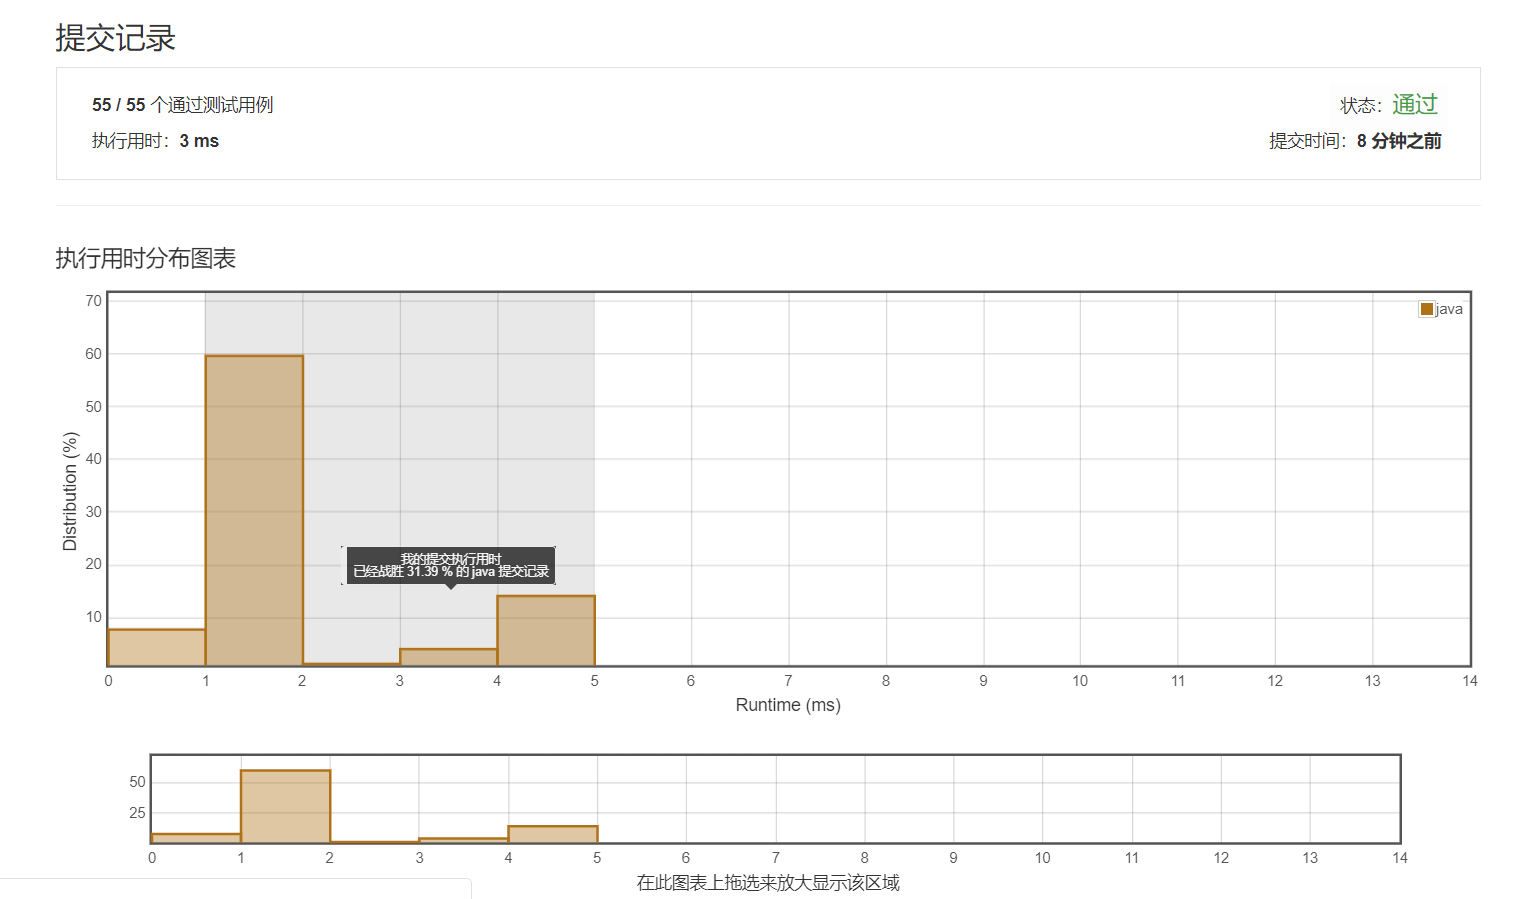 提交记录
55 / 55 个通过测试用例
状态：通过
执行用时：3 ms
提交时间：8 分钟之前
执行用时分布图表
java
70
60
50
40
30
20
10
Distribution (%)
我的提交执行用时
已经战胜 31.39 % 的 java 提交记录
0 1 2 3 4 5 6 7 8 9 10 11 12 13 14
Runtime (ms)
50
25
0 1 2 3 4 5 6 7 8 9 10 11 12 13 14
在此图表上拖选来放大显示该区域